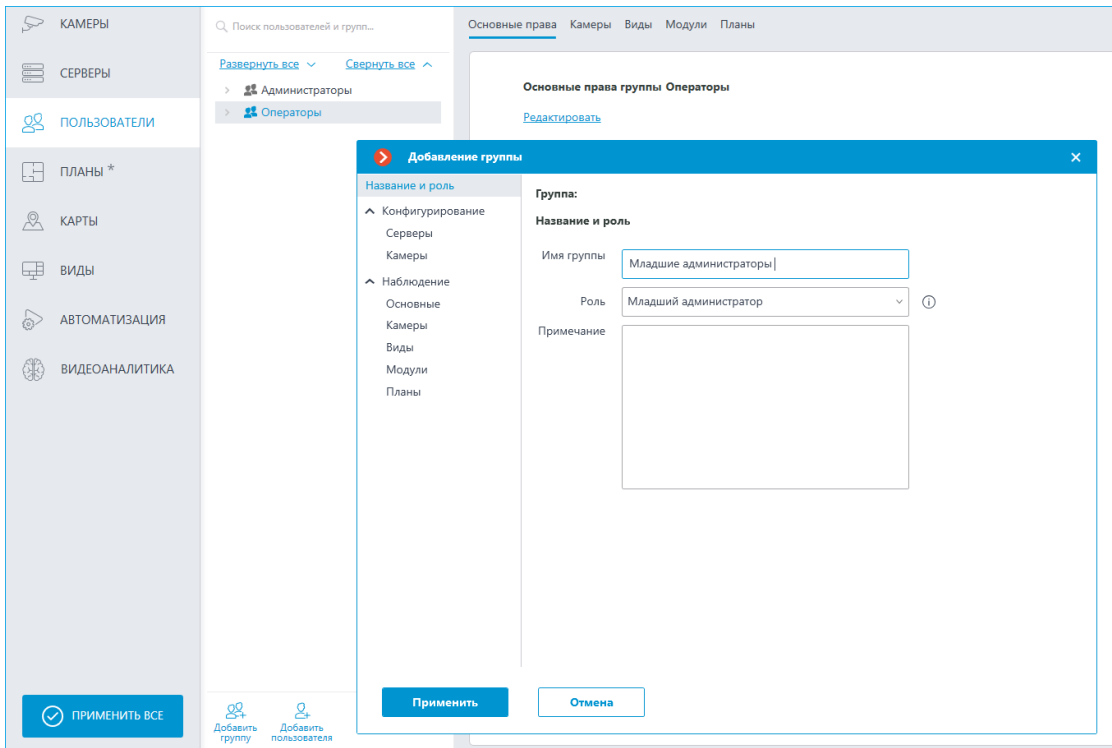 КАМЕРЫ
СЕРВЕРЫ
ПОЛЬЗОВАТЕЛИ
ПЛАНЫ *
КАРТЫ
ВИДЫ
АВТОМАТИЗАЦИЯ
ВИДЕОАНАЛИТИКА
ПРИМЕНИТЬ ВСЕ
Поиск пользователей и групп...
Развернуть все Свернуть все
Администраторы
Операторы
Добавить группу
Добавить пользователя
Основные права Камеры Виды Модули Планы
Основные права группы Операторы
Редактировать
Добавление группы
Название и роль
Конфигурирование
Серверы
Камеры
Наблюдение
Основные
Камеры
Виды
Модули
Планы
Группа:
Название и роль
Имя группы Младшие администраторы
Роль Младший администратор
Примечание
Применить Отмена